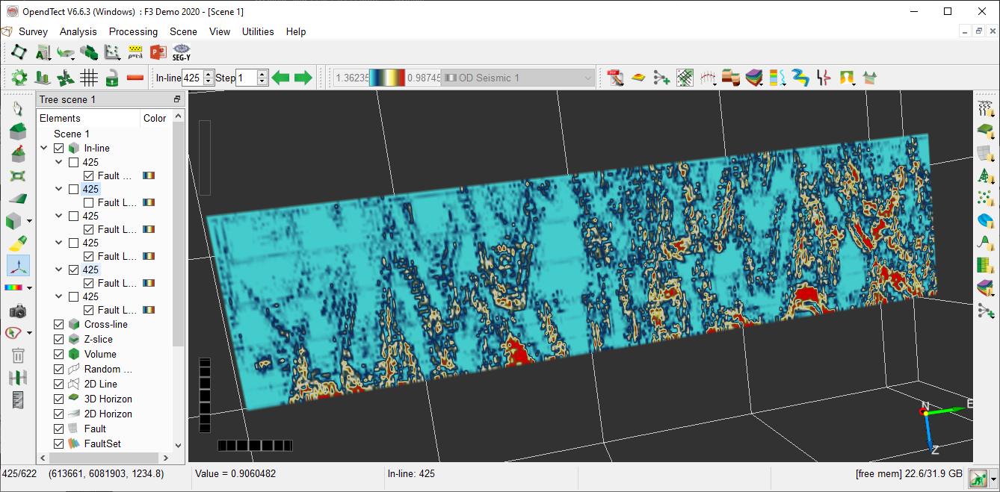 OpendTect V6.6.3 (Windows) : F3 Demo 2020 - [Scene 1]
Survey Analysis Processing Scene View Utilities Help
SEG-Y
In-line 425 Step 1 1.36235 0.98745 OD Seismic 1
Tree scene 1
Elements Color
Scene 1
In-line
425
Fault ...
425
Fault L...
425
Fault L...
425
Fault L...
425
Fault L...
425
Fault L...
Cross-line
Z-slice
Volume
Random ...
2D Line
3D Horizon
2D Horizon
Fault
FaultSet
N
E
Z
425/622 (613661, 6081903, 1234.8) Value = 0.9060482 In-line: 425 [free mem] 22.6/31.9 GB